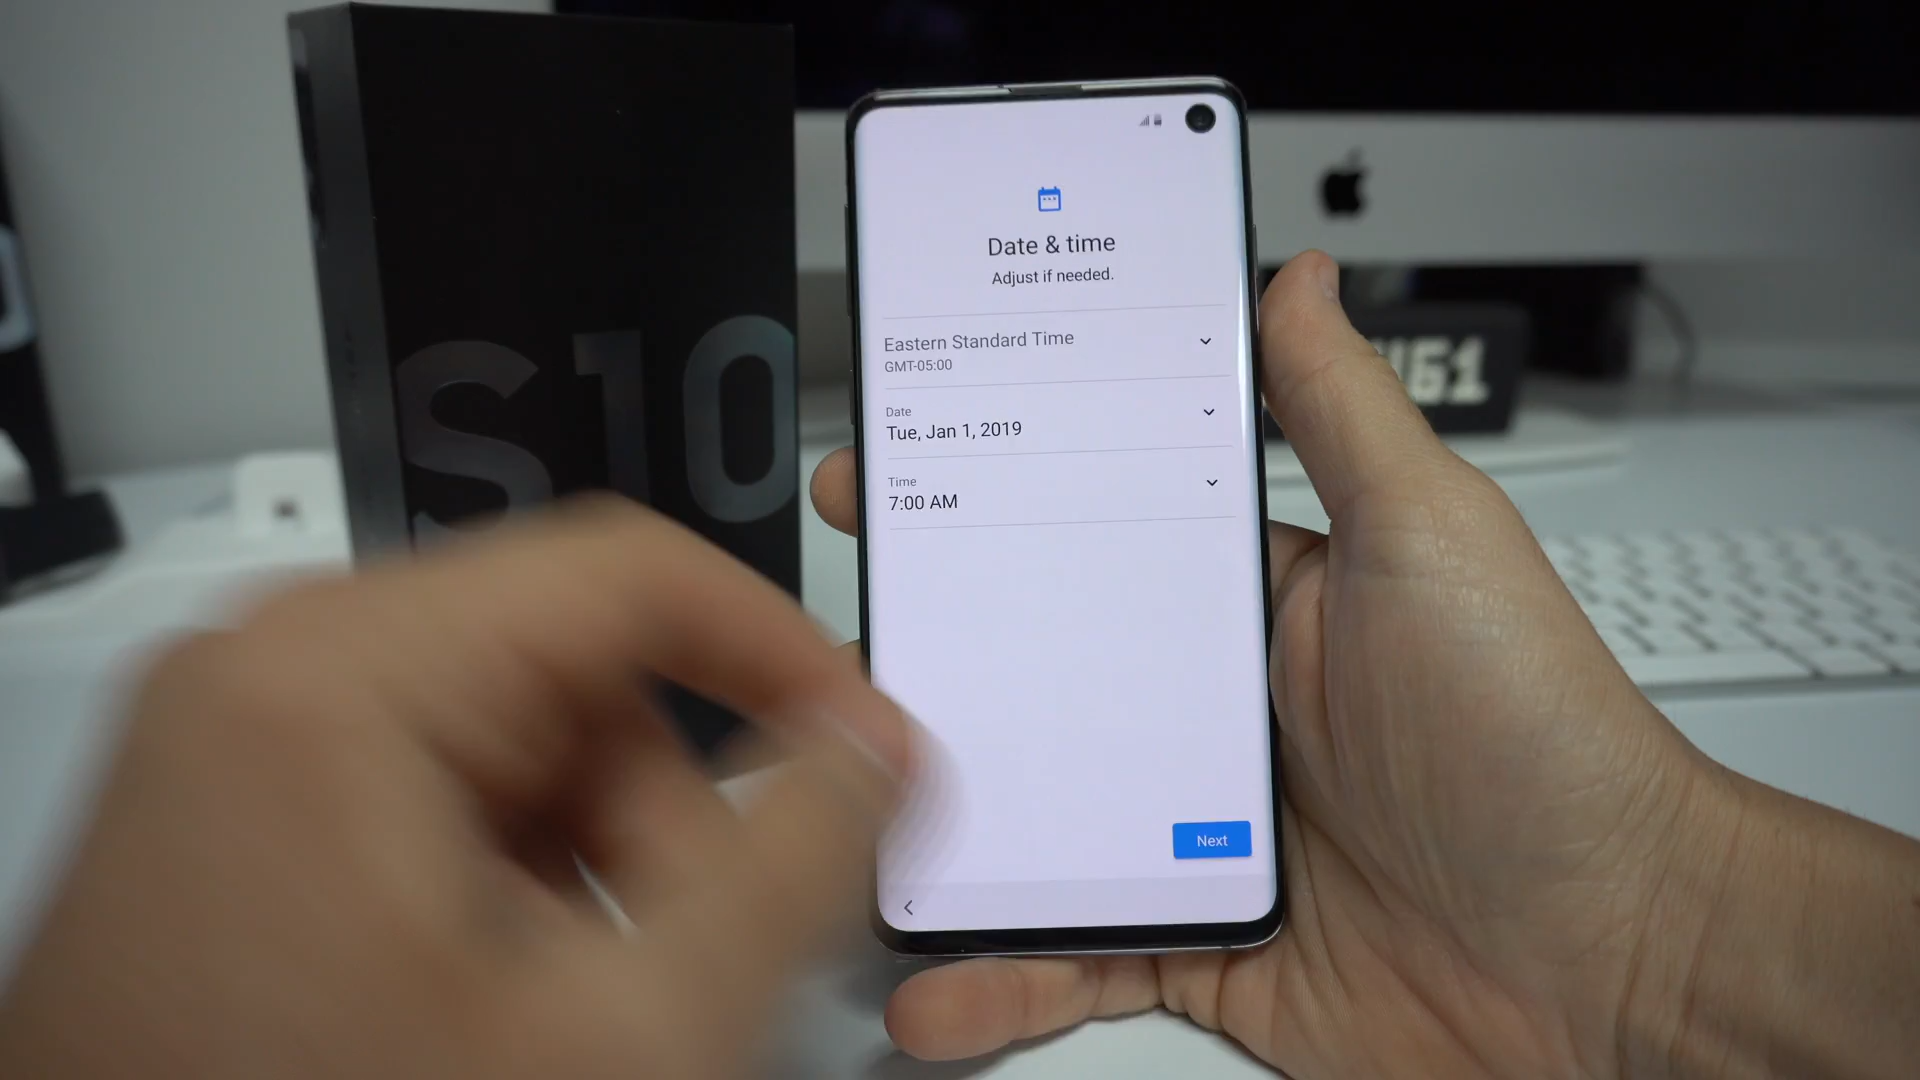 S10
Date & time
Adjust if needed.
Eastern Standard Time
GMT-05:00
Date
Tue, Jan 1, 2019
Time
7:00 AM
Next